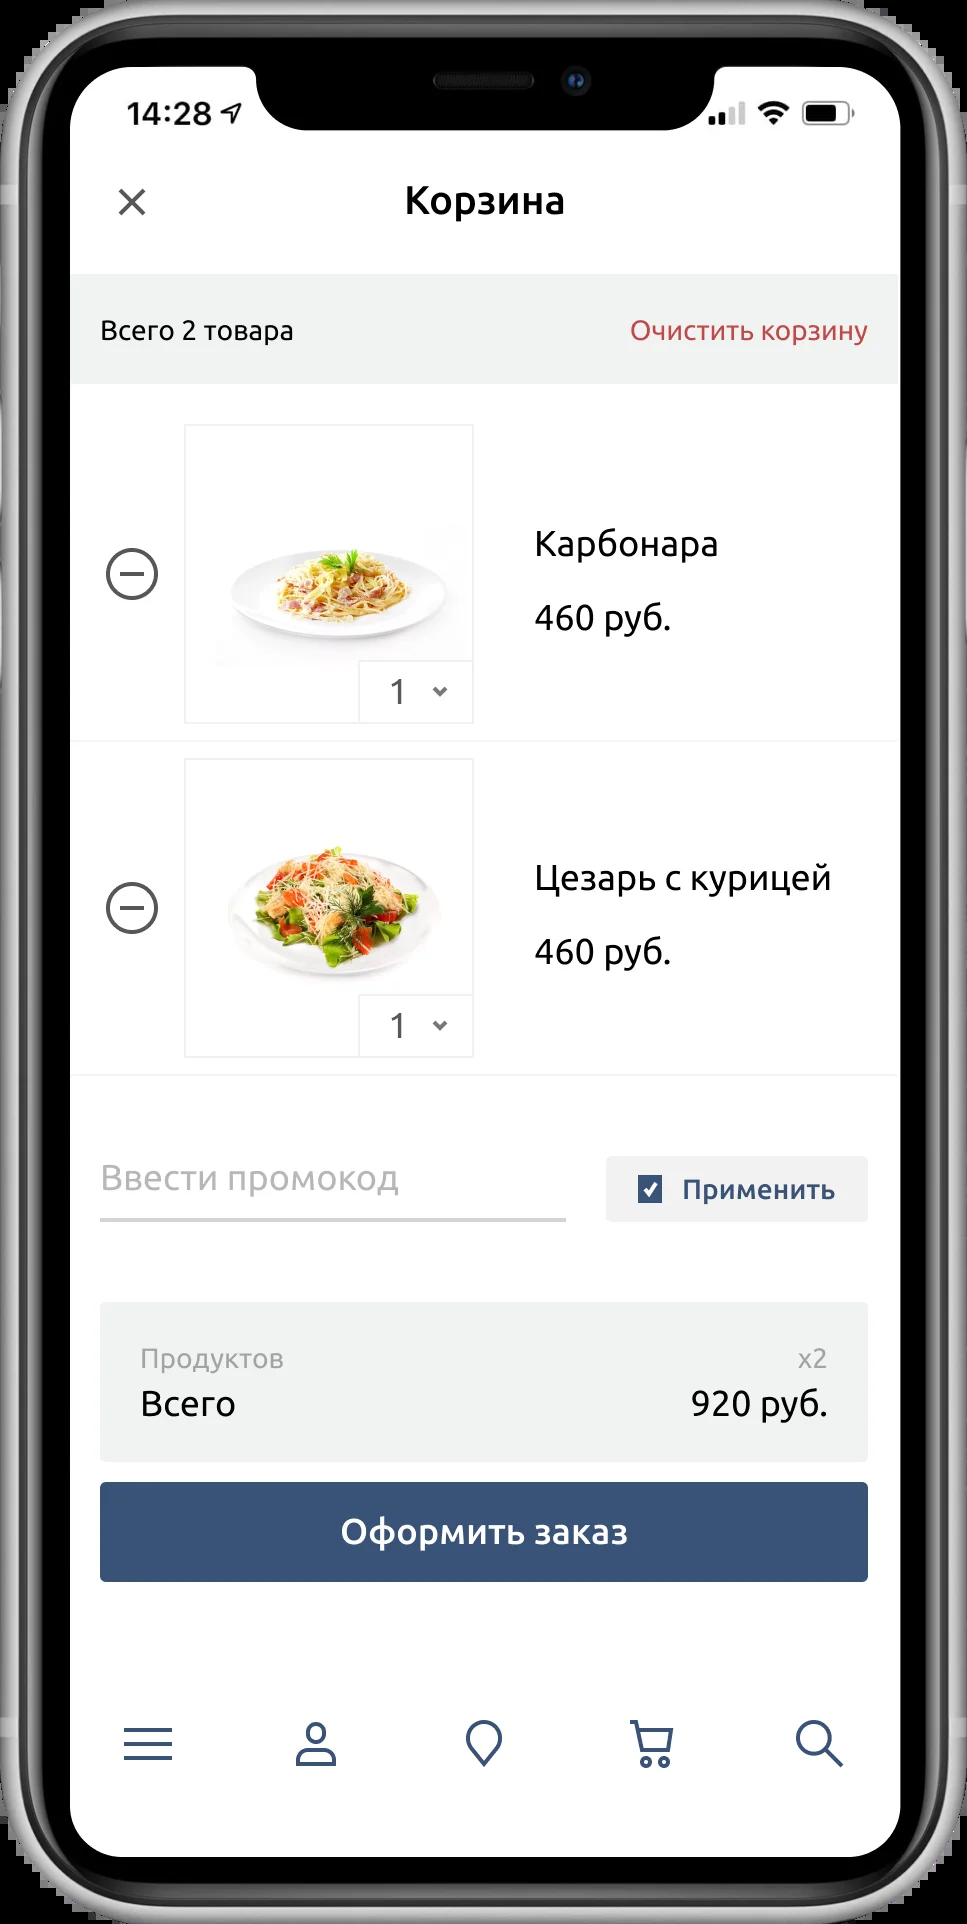 14:28
Корзина
Всего 2 товара
Очистить корзину
Карбонара
460 руб.
1
Цезарь с курицей
460 руб.
1
Ввести промокод
Применить
Продуктов
x2
Всего
920 руб.
Оформить заказ